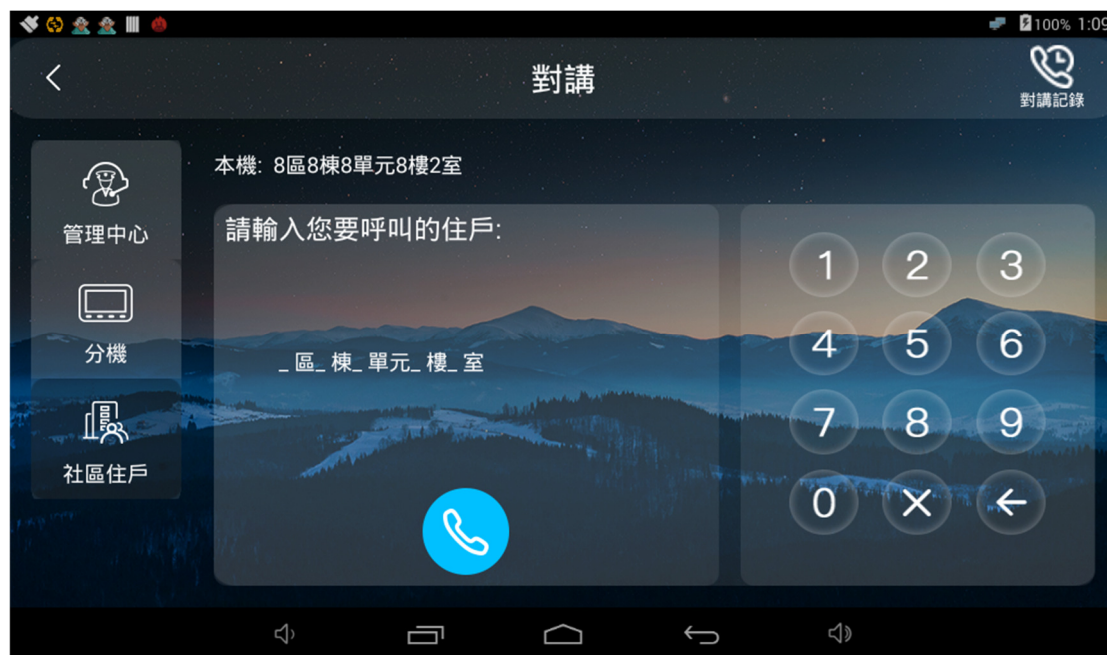 100% 1:09
對講
對講記錄
管理中心
分機
社區住戶
本機: 8區8棟8單元8樓2室
請輸入您要呼叫的住戶:
_ 區_ 棟_ 單元_ 樓_ 室
1 2 3
4 5 6
7 8 9
0